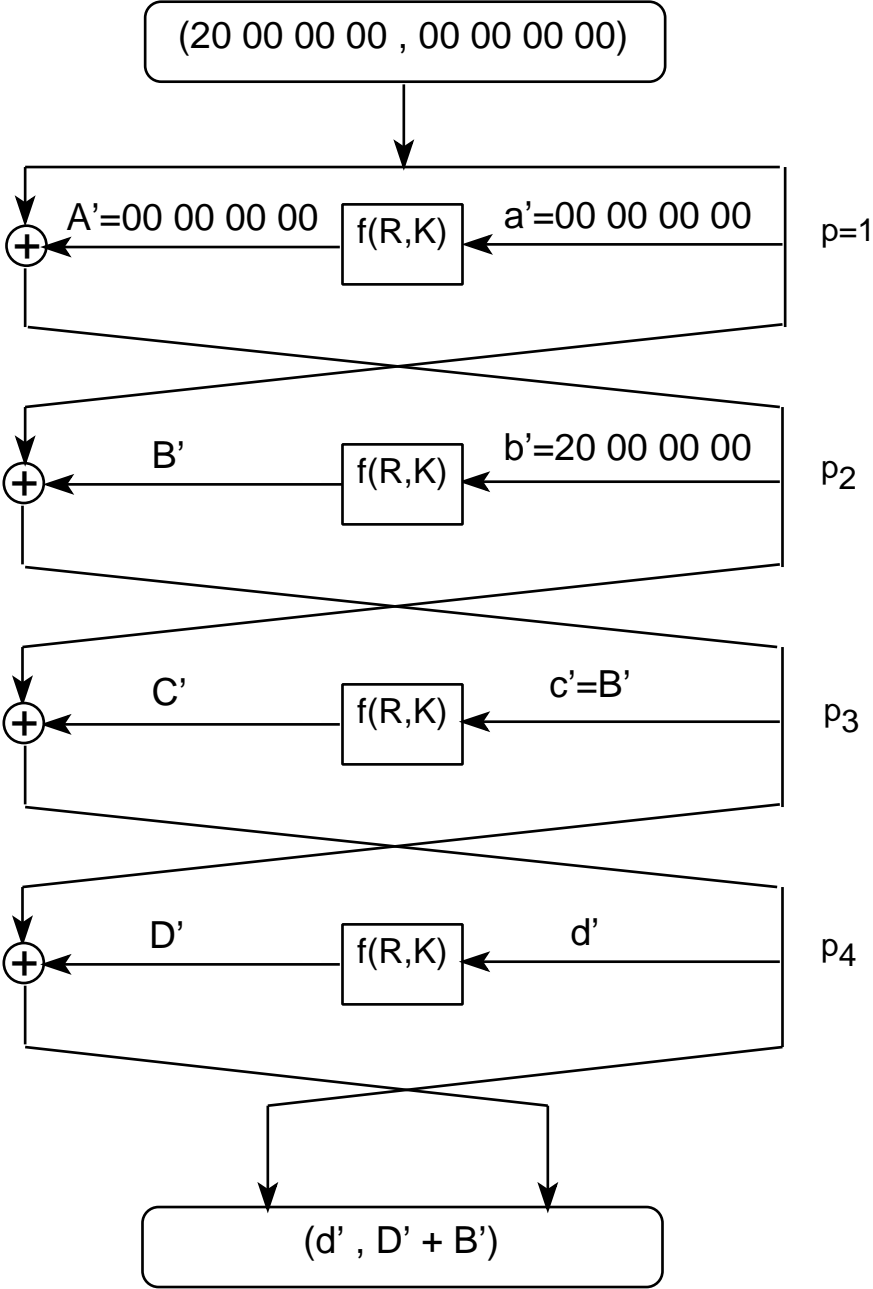 (20 00 00 00 , 00 00 00 00)
A’=00 00 00 00
f(R,K)
a’=00 00 00 00
p=1
+
B’
f(R,K)
b’=20 00 00 00
p2
+
C’
f(R,K)
c’=B’
p3
+
D’
f(R,K)
d’
p4
+
(d’ , D’ + B’)